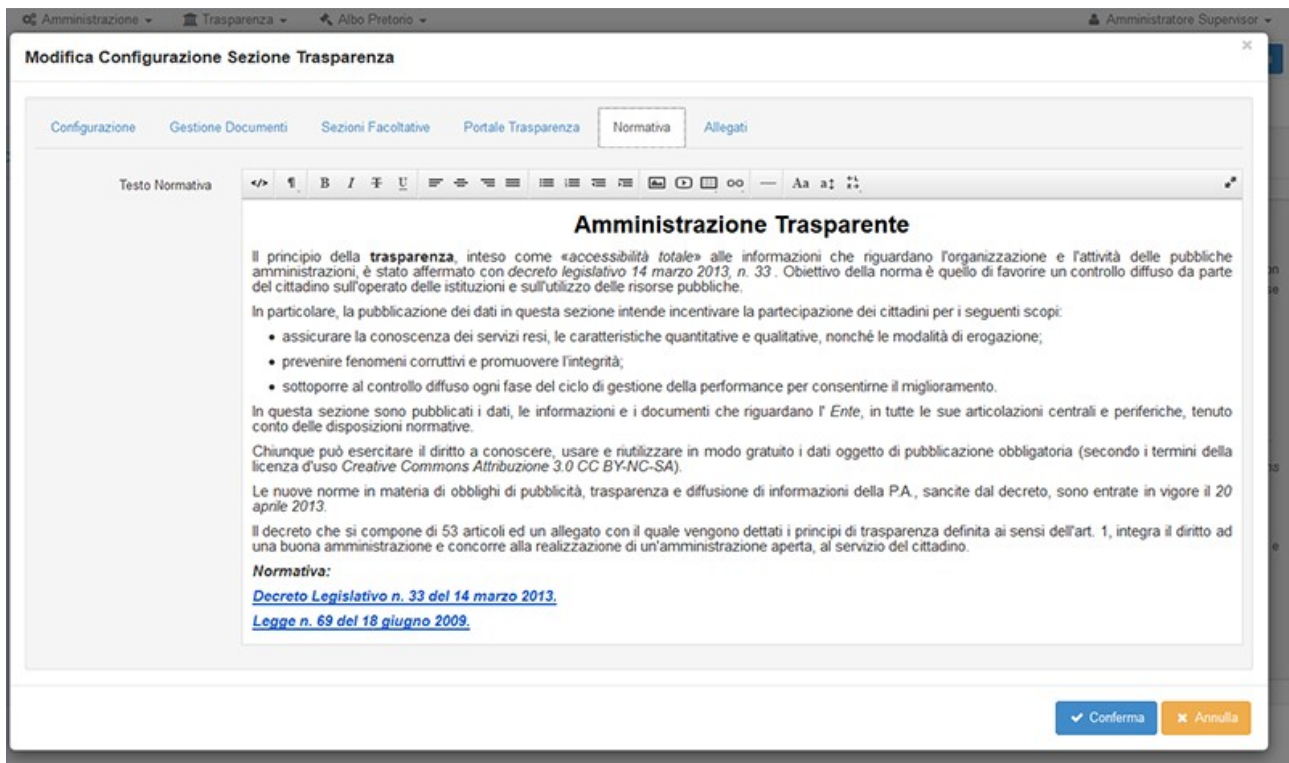 Amministrazione Trasparenza Albo Pretorio Amministratore Supervisor
Modifica Configurazione Sezione Trasparenza
Configurazione Gestione Documenti Sezioni Facoltative Portale Trasparenza Normativa Allegati
Testo Normativa
Amministrazione Trasparente
Il principio della trasparenza, inteso come «accessibilità totale» alle informazioni che riguardano l'organizzazione e l'attività delle pubbliche
amministrazioni, è stato affermato con decreto legislativo 14 marzo 2013, n. 33 . Obiettivo della norma è quello di favorire un controllo diffuso da parte
del cittadino sull'operato delle istituzioni e sull'utilizzo delle risorse pubbliche.
In particolare, la pubblicazione dei dati in questa sezione intende incentivare la partecipazione dei cittadini per i seguenti scopi:
• assicurare la conoscenza dei servizi resi, le caratteristiche quantitative e qualitative, nonché le modalità di erogazione;
• prevenire fenomeni corruttivi e promuovere l'integrità;
• sottoporre al controllo diffuso ogni fase del ciclo di gestione della performance per consentirne il miglioramento.
In questa sezione sono pubblicati i dati, le informazioni e i documenti che riguardano l' Ente, in tutte le sue articolazioni centrali e periferiche, tenuto
conto delle disposizioni normative.
Chiunque può esercitare il diritto a conoscere, usare e riutilizzare in modo gratuito i dati oggetto di pubblicazione obbligatoria (secondo i termini della
licenza d'uso Creative Commons Attribuzione 3.0 CC BY-NC-SA).
Le nuove norme in materia di obblighi di pubblicità, trasparenza e diffusione di informazioni della P.A., sancite dal decreto, sono entrate in vigore il 20
aprile 2013.
Il decreto che si compone di 53 articoli ed un allegato con il quale vengono dettati i principi di trasparenza definita ai sensi dell'art. 1, integra il diritto ad
una buona amministrazione e concorre alla realizzazione di un'amministrazione aperta, al servizio del cittadino.
Normativa:
Decreto Legislativo n. 33 del 14 marzo 2013.
Legge n. 69 del 18 giugno 2009.
Conferma Annulla